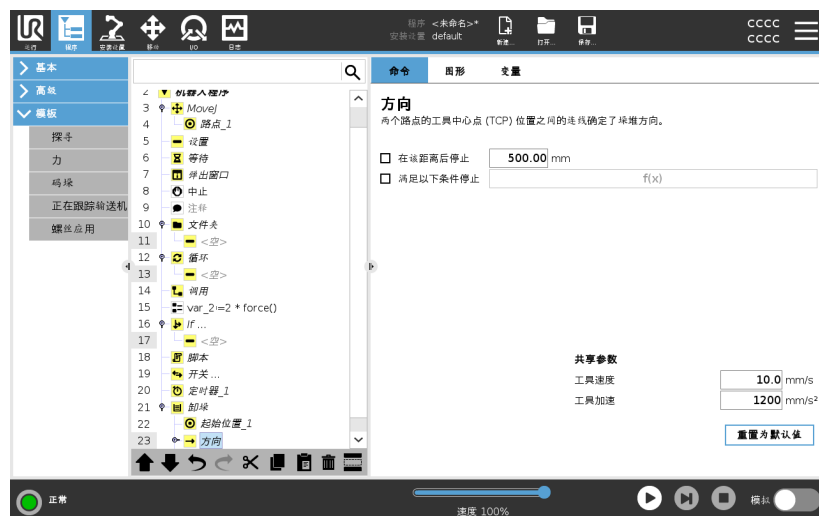 UR
运行 程序 安装设置 移动 I/O 日志
程序 <未命名>*
安装设置 default
新建... 打开... 保存...
CCCC
CCCC
基本
高级
模板
探寻
力
码垛
正在跟踪输送机
螺丝应用
2 机器人程序
3 MoveJ
4 路点_1
5 设置
6 等待
7 弹出窗口
8 中止
9 注释
10 文件夹
11 <空>
12 循环
13 <空>
14 调用
15 var_2≔2 * force()
16 If ...
17 <空>
18 脚本
19 开关 ...
20 定时器_1
21 卸垛
22 起始位置_1
23 方向
命令 图形 变量
方向
两个路点的工具中心点 (TCP) 位置之间的连线确定了垛堆方向。
在该距离后停止 500.00 mm
满足以下条件停止 f(x)
共享参数
工具速度 10.0 mm/s
工具加速 1200 mm/s²
重置为默认值
正常
速度 100%
模拟